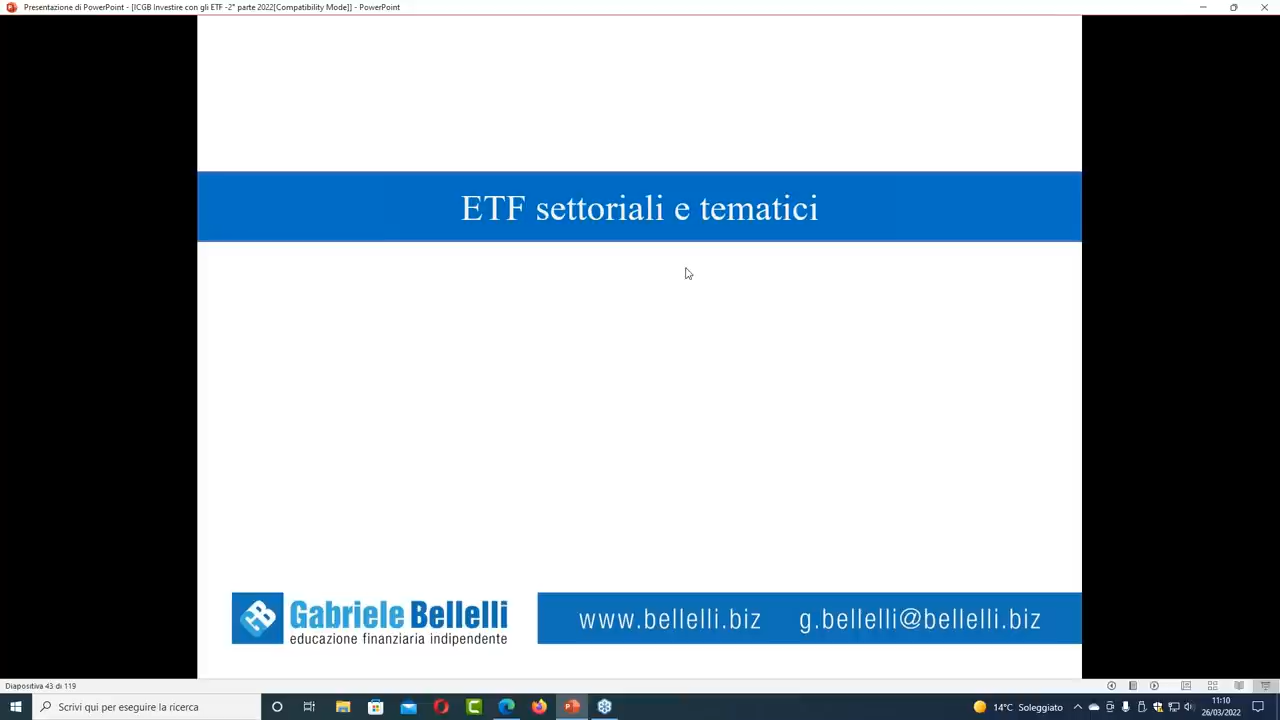 Presentazione di PowerPoint - [ICGB Investire con gli ETF -2° parte 2022[Compatibility Mode]] - PowerPoint
ETF settoriali e tematici
Gabriele Bellelli
educazione finanziaria indipendente
www.bellelli.biz g.bellelli@bellelli.biz
Diapositiva 43 di 119
Scrivi qui per eseguire la ricerca
14°C Soleggiato
11:10
26/03/2022